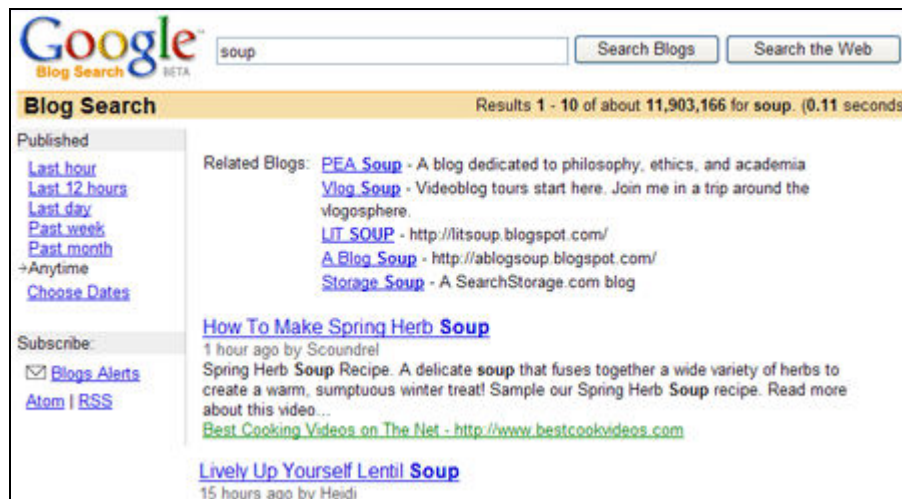 Google™
Blog Search BETA
soup
Search Blogs
Search the Web
Blog Search
Results 1 - 10 of about 11,903,166 for soup. (0.11 seconds
Published
Last hour
Last 12 hours
Last day
Past week
Past month
→Anytime
Choose Dates
Subscribe:
Blogs Alerts
Atom | RSS
Related Blogs: PEA Soup - A blog dedicated to philosophy, ethics, and academia
Vlog Soup - Videoblog tours start here. Join me in a trip around the
vlogosphere.
LIT SOUP - http://litsoup.blogspot.com/
A Blog Soup - http://ablogsoup.blogspot.com/
Storage Soup - A SearchStorage.com blog
How To Make Spring Herb Soup
1 hour ago by Scoundrel
Spring Herb Soup Recipe. A delicate soup that fuses together a wide variety of herbs to
create a warm, sumptuous winter treat! Sample our Spring Herb Soup recipe. Read more
about this video...
Best Cooking Videos on The Net - http://www.bestcookvideos.com
Lively Up Yourself Lentil Soup
15 hours ago by Heidi